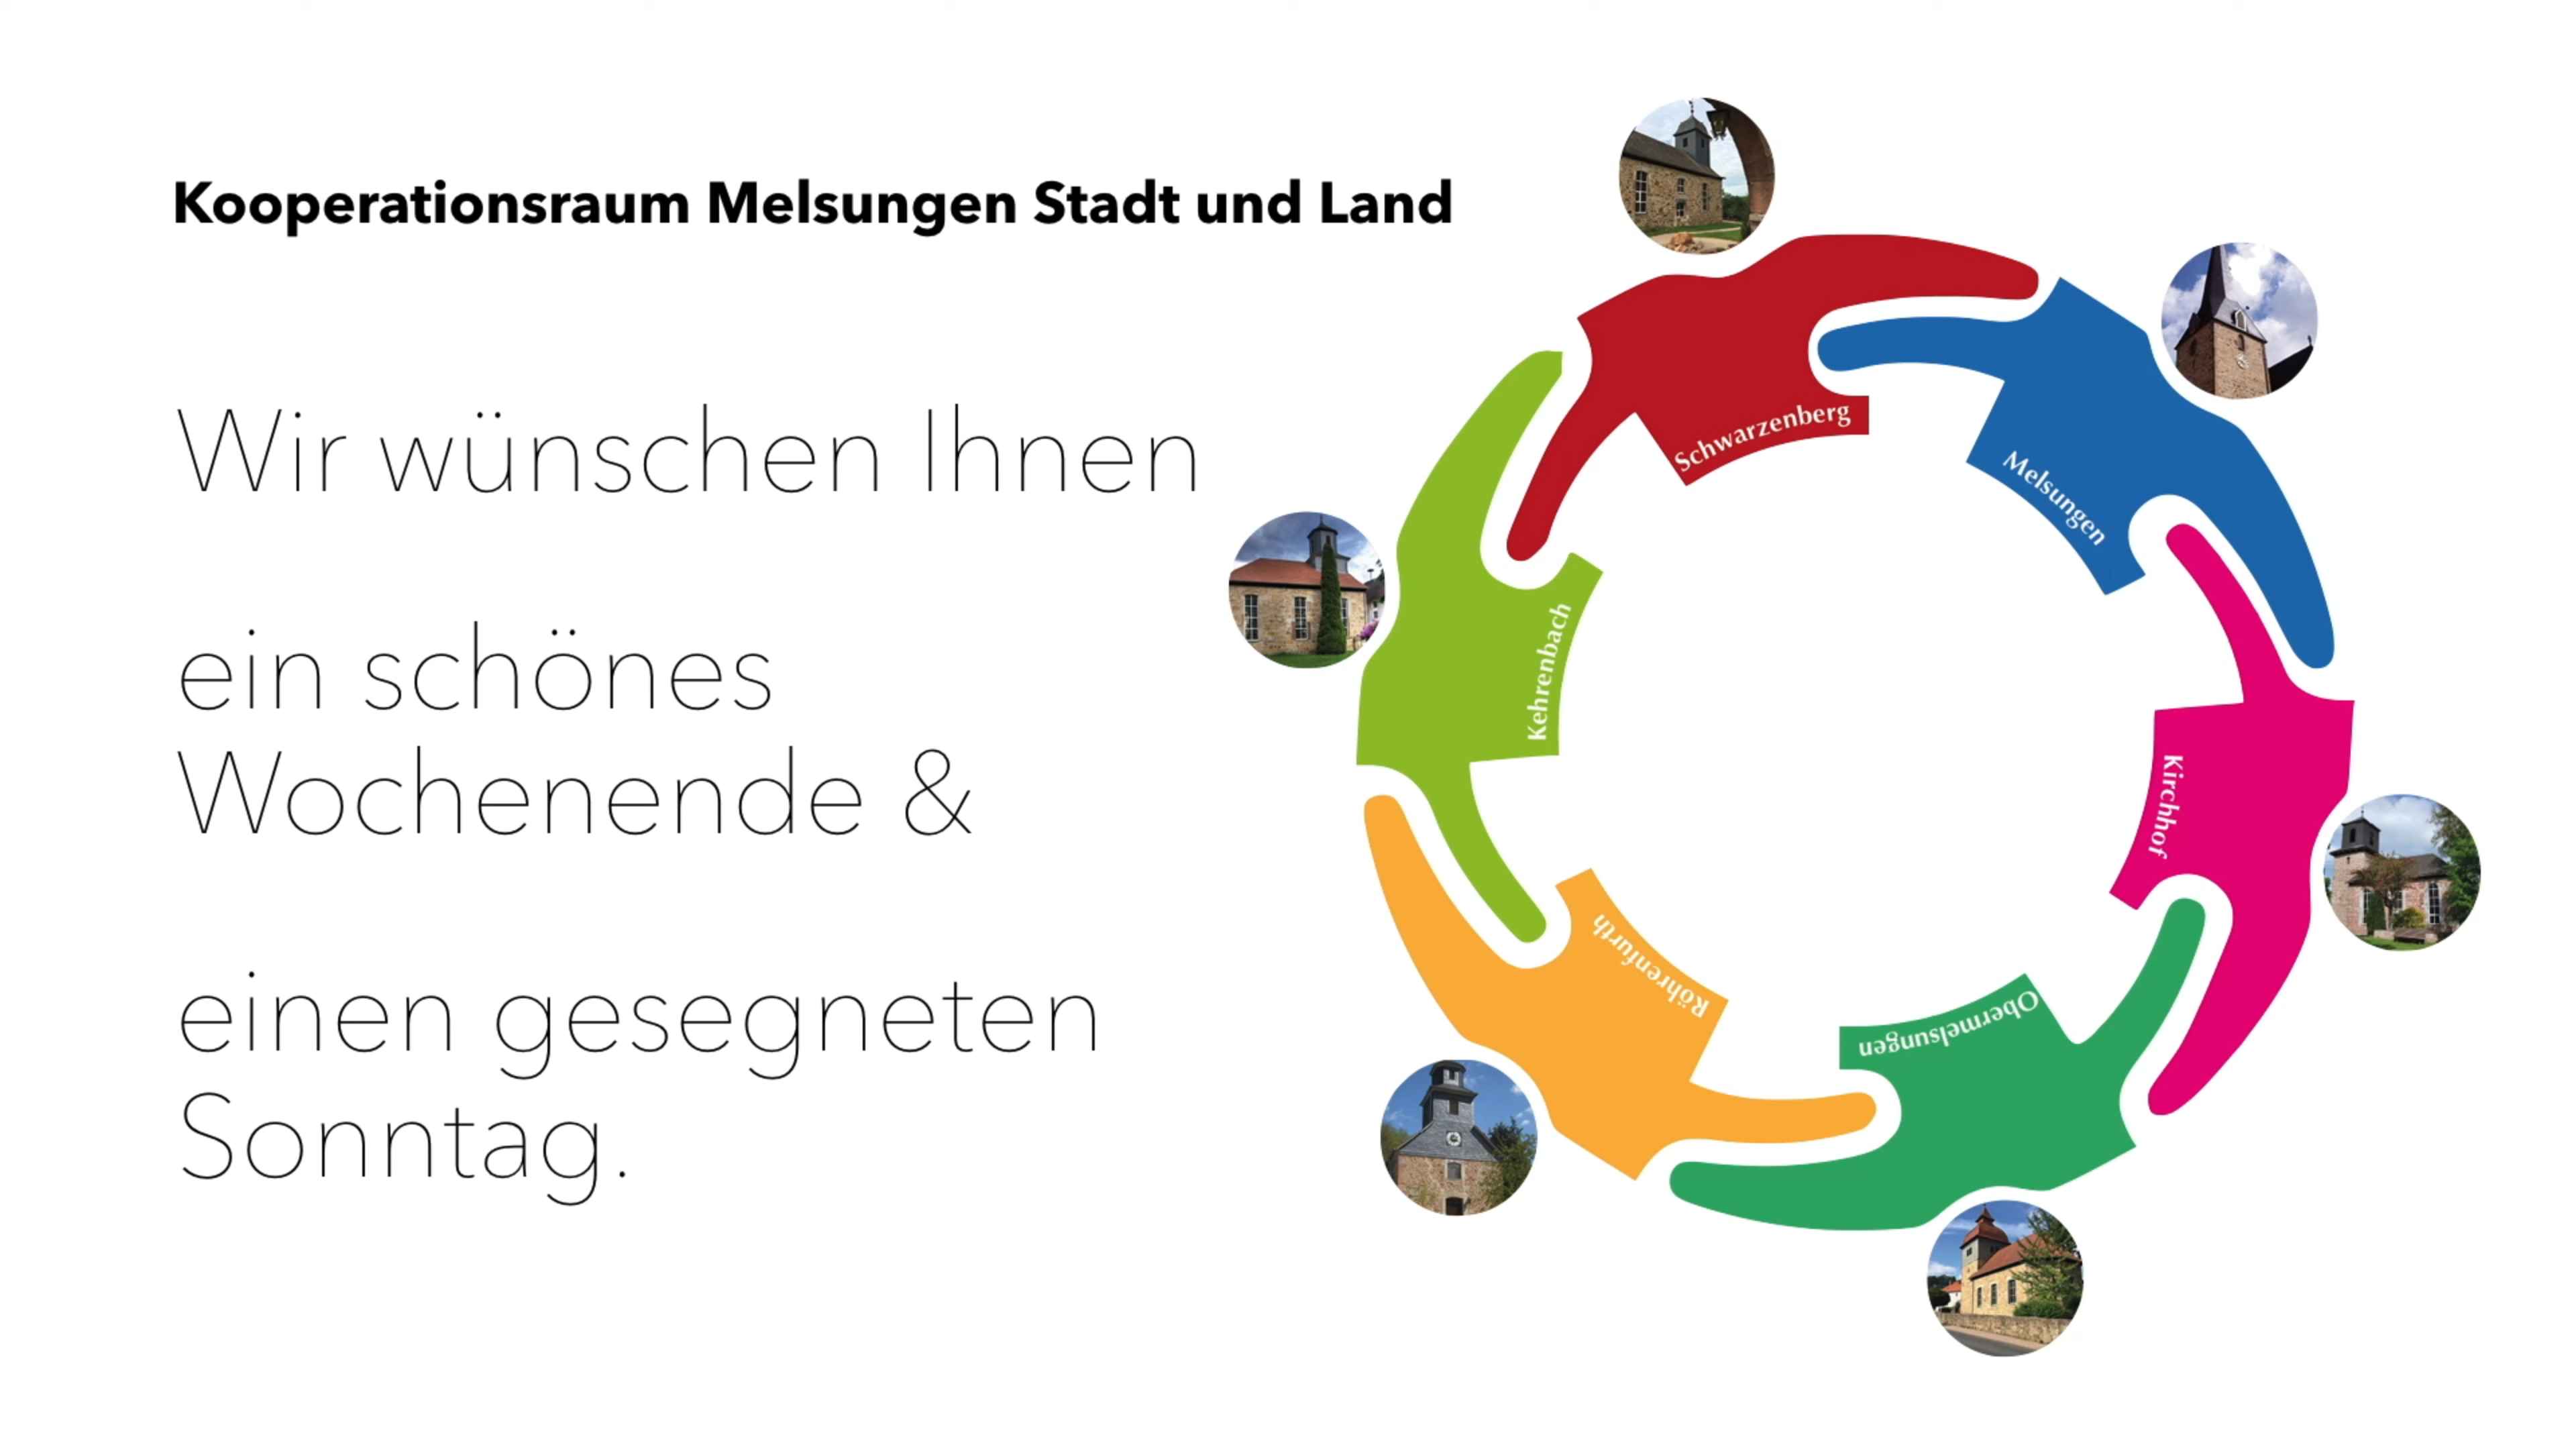 Kooperationsraum Melsungen Stadt und Land
Wir wünschen Ihnen
ein schönes
Wochenende &
einen gesegneten
Sonntag.
Schwarzenberg
Melsungen
Kehrenbach
Kirchhof
Röhrenfurth
Obermelsungen